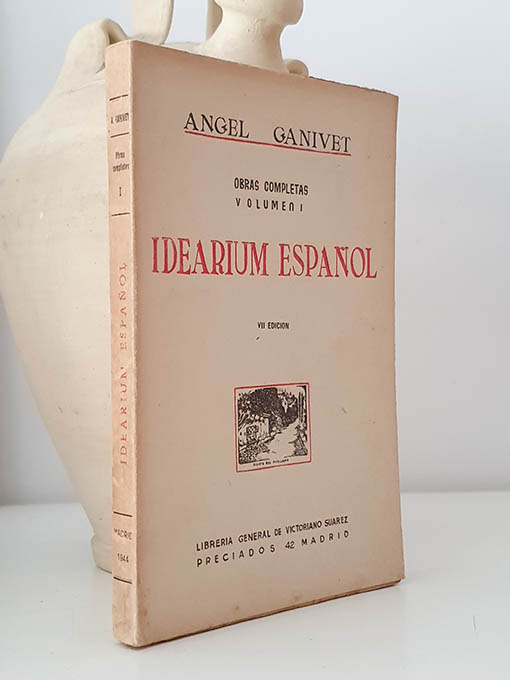 ANGEL GANIVET
OBRAS COMPLETAS
VOLUMEN I
IDEARIUM ESPAÑOL
VII EDICION
LIBRERIA GENERAL DE VICTORIANO SUAREZ
PRECIADOS 42 MADRID
A. GANIVET
Obras
completas
I
IDEARIUM ESPAÑOL
MADRID
1944